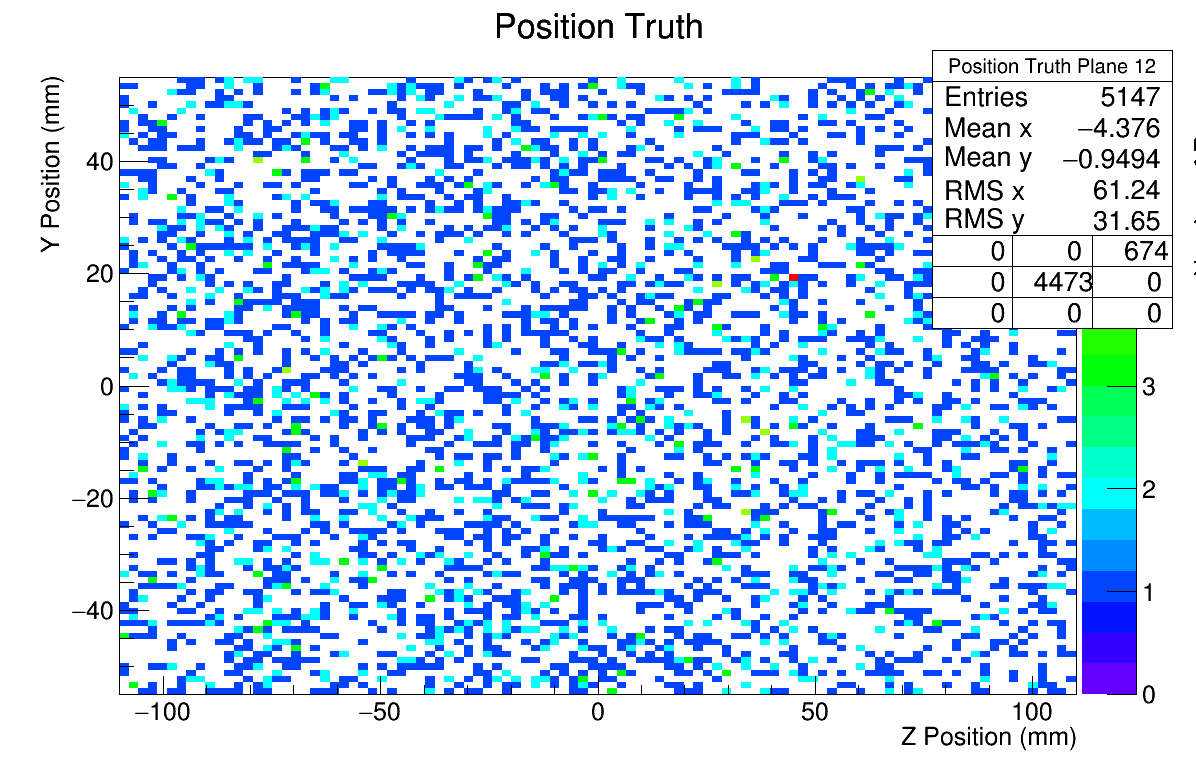 Position Truth
Position Truth Plane 12
Entries 5147
Mean x −4.376
Mean y −0.9494
RMS x 61.24
RMS y 31.65
0 0 674
0 4473 0
0 0 0
Y Position (mm)
40
20
0
−20
−40
3
2
1
0
−100 −50 0 50 100
Z Position (mm)